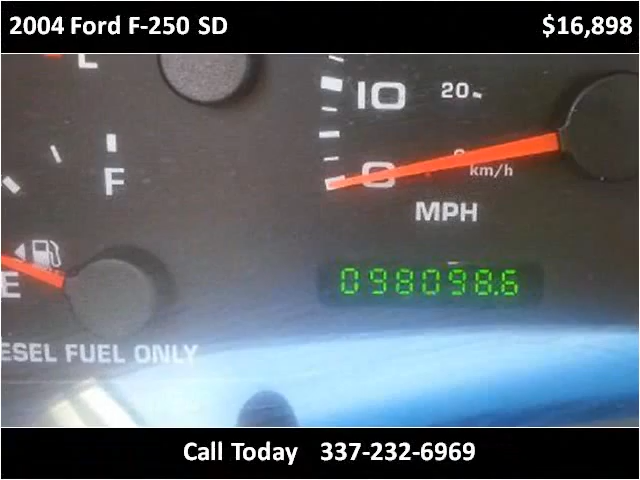 2004 Ford F-250 SD $16,898
L
10 20
F
0 0
km/h
MPH
E
098098.6
ESEL FUEL ONLY
Call Today 337-232-6969